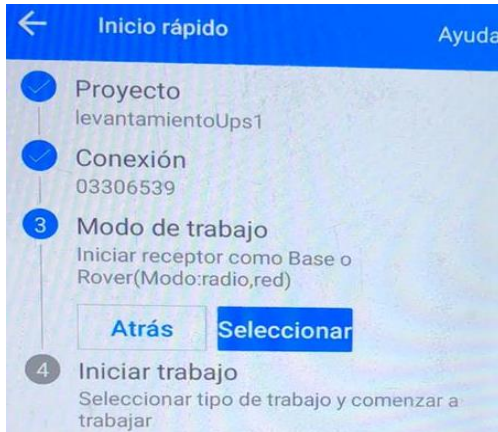 Inicio rápido
Ayuda
Proyecto
levantamientoUps1
Conexión
03306539
3
Modo de trabajo
Iniciar receptor como Base o
Rover(Modo:radio,red)
Atrás
Seleccionar
4
Iniciar trabajo
Seleccionar tipo de trabajo y comenzar a
trabajar